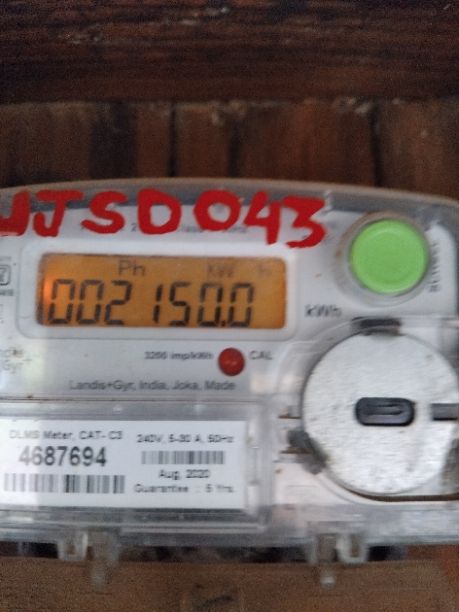 JJSD043
Ph kW h
002150.0
kWh
3200 imp/kWh CAL
Landis+Gyr, India, Joka, Made
DLMS Meter, CAT- C3
4687694
240V, 5-30 A, 50Hz
Aug, 2020
Guarantee : 5 Yrs.